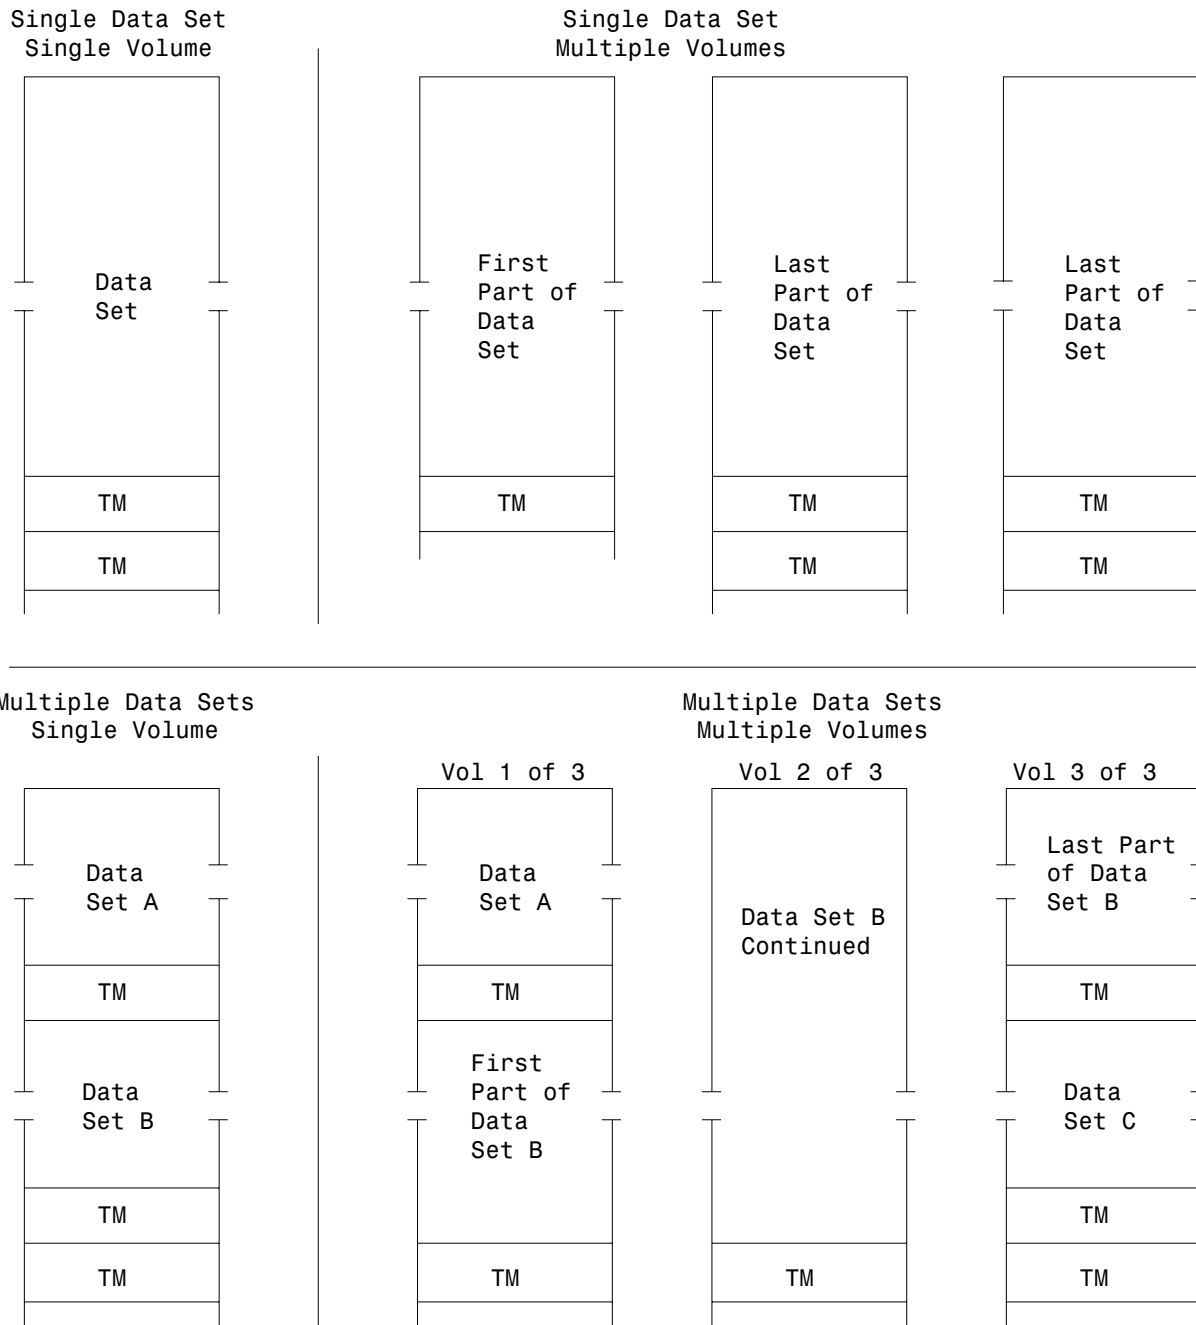 Single Data Set
Single Volume
Single Data Set
Multiple Volumes
Data
Set
First
Part of
Data
Set
Last
Part of
Data
Set
Last
Part of
Data
Set
TM
TM
TM
TM
TM
TM
TM
Multiple Data Sets
Single Volume
Multiple Data Sets
Multiple Volumes
Vol 1 of 3
Vol 2 of 3
Vol 3 of 3
Data
Set A
TM
Data
Set B
TM
TM
Data
Set A
TM
First
Part of
Data
Set B
TM
Data Set B
Continued
TM
Last Part
of Data
Set B
TM
Data
Set C
TM
TM